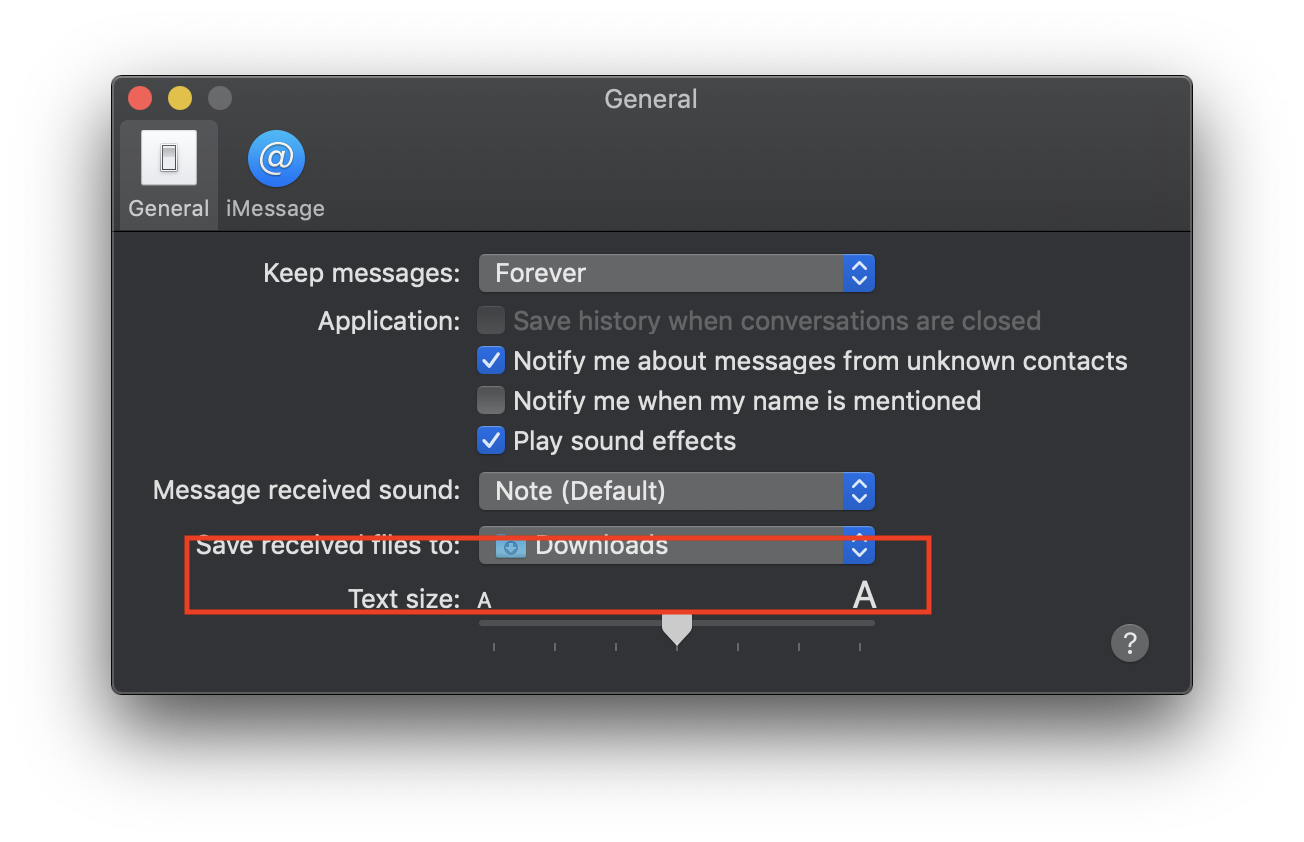 General
General iMessage
Keep messages: Forever
Application: Save history when conversations are closed
Notify me about messages from unknown contacts
Notify me when my name is mentioned
Play sound effects
Message received sound: Note (Default)
Save received files to: Downloads
Text size: A A
?